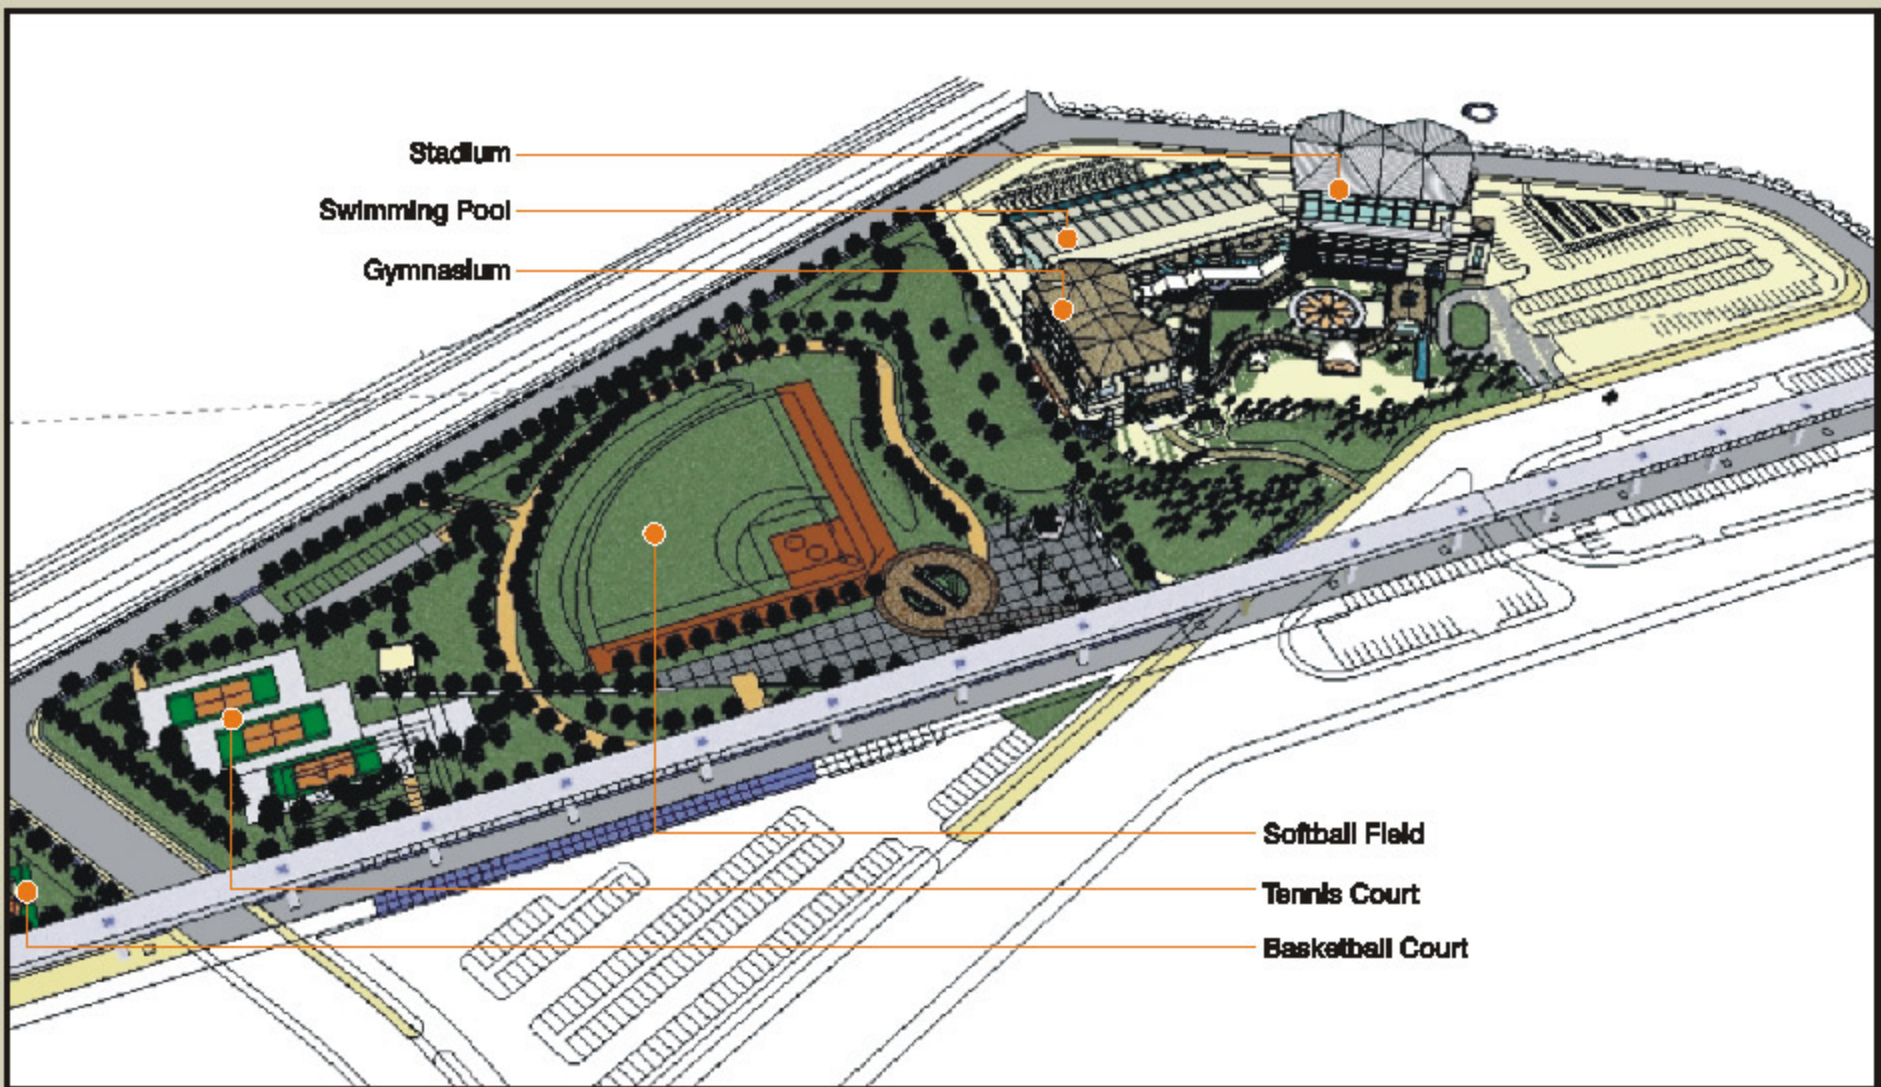 Stadium
Swimming Pool
Gymnasium
Softball Field
Tennis Court
Basketball Court